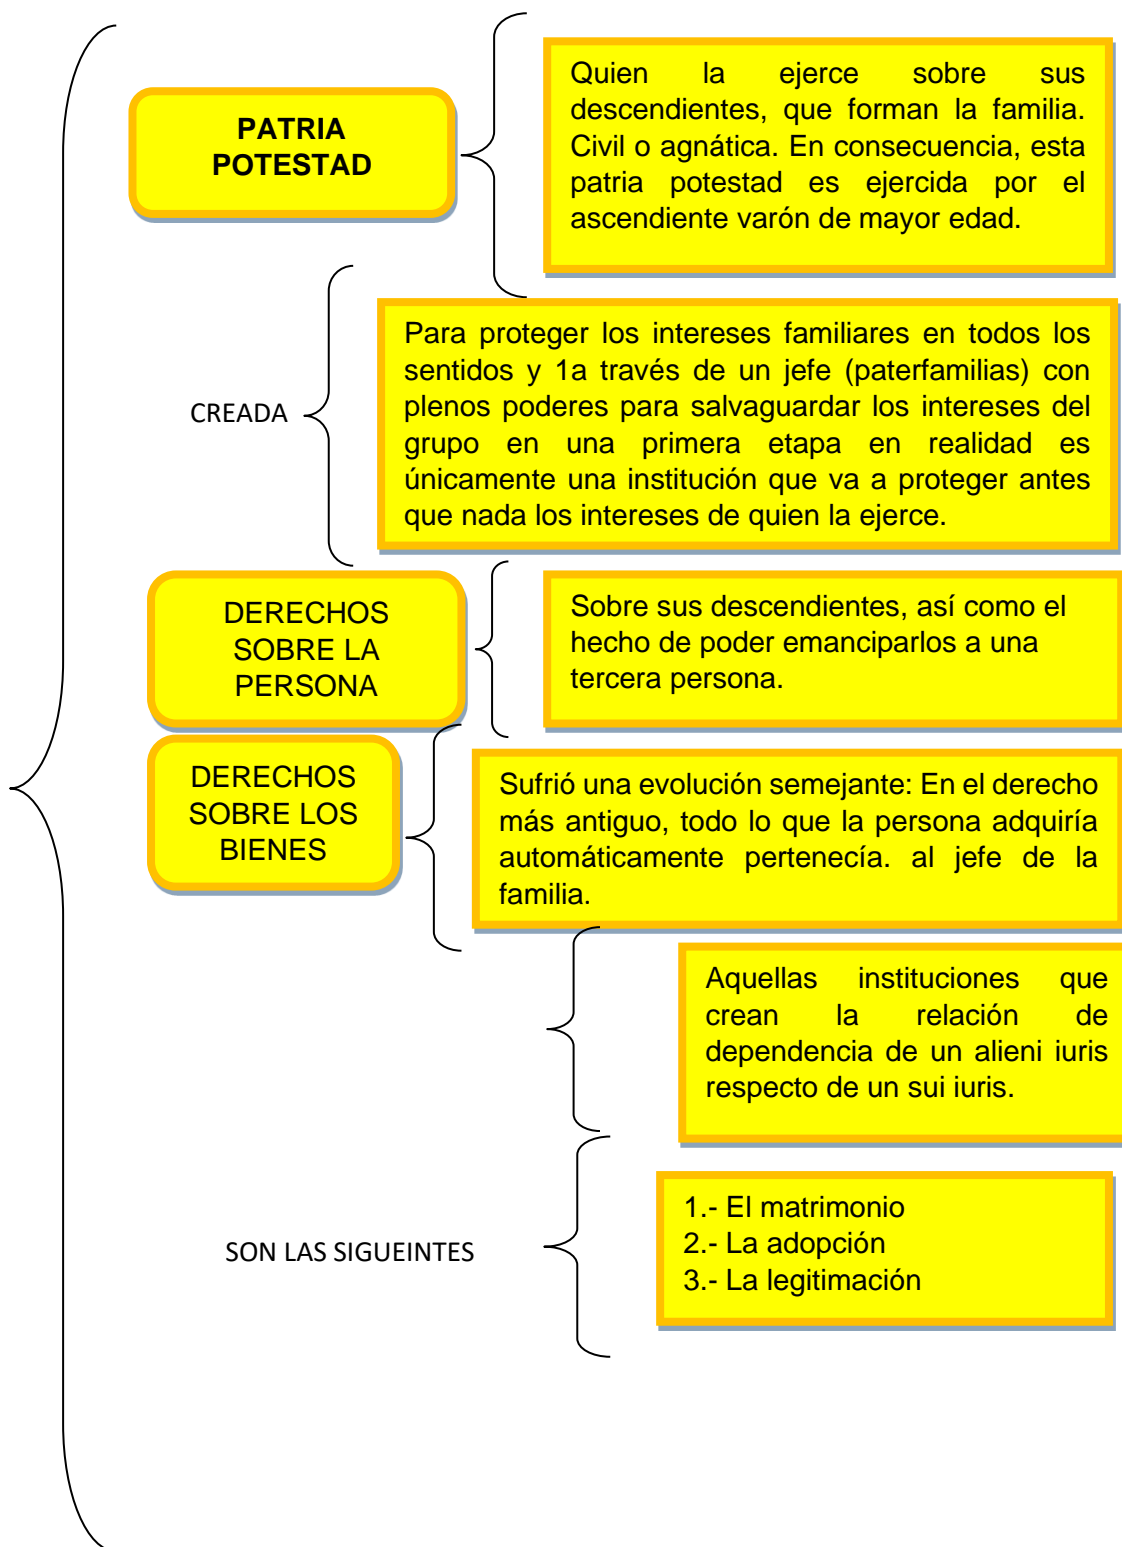 PATRIA
POTESTAD
Quien la ejerce sobre sus
descendientes, que forman la familia.
Civil o agnática. En consecuencia, esta
patria potestad es ejercida por el
ascendiente varón de mayor edad.
CREADA
Para proteger los intereses familiares en todos los
sentidos y 1a través de un jefe (paterfamilias) con
plenos poderes para salvaguardar los intereses del
grupo en una primera etapa en realidad es
únicamente una institución que va a proteger antes
que nada los intereses de quien la ejerce.
DERECHOS
SOBRE LA
PERSONA
Sobre sus descendientes, así como el
hecho de poder emanciparlos a una
tercera persona.
DERECHOS
SOBRE LOS
BIENES
Sufrió una evolución semejante: En el derecho
más antiguo, todo lo que la persona adquiría
automáticamente pertenecía. al jefe de la
familia.
Aquellas instituciones que
crean la relación de
dependencia de un alieni iuris
respecto de un sui iuris.
SON LAS SIGUEINTES
1.- El matrimonio
2.- La adopción
3.- La legitimación